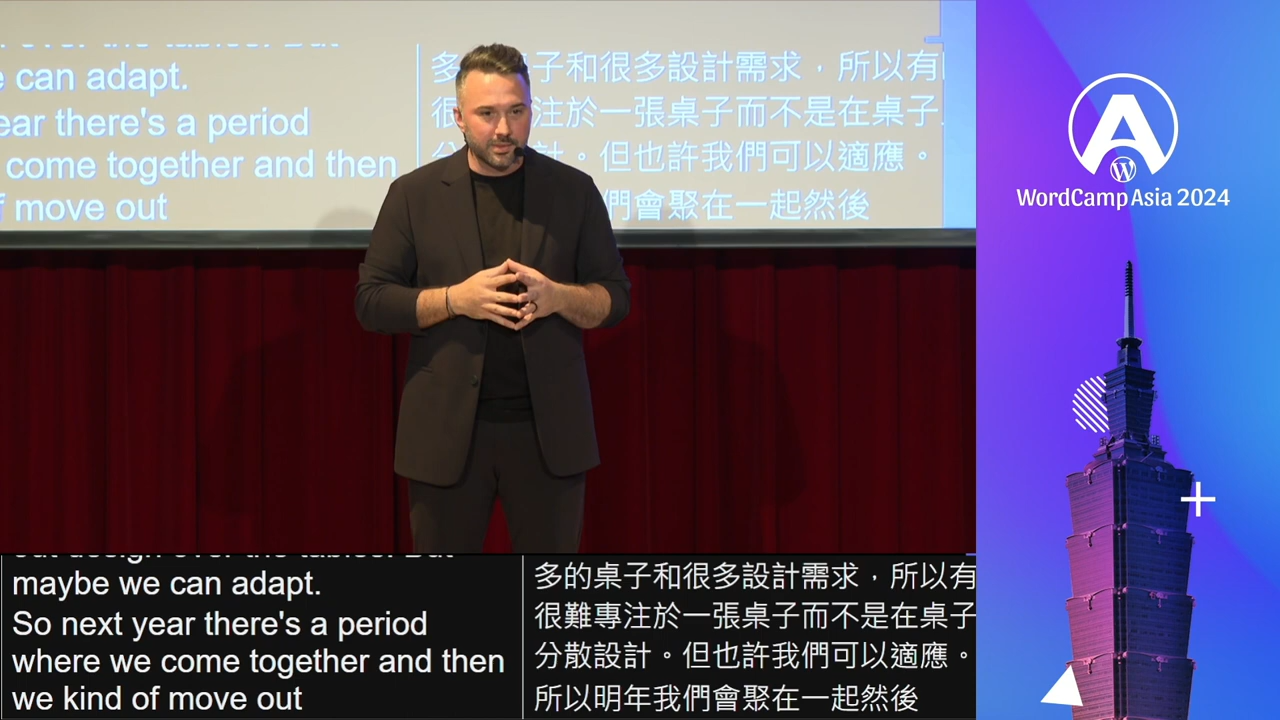 can adapt.
ear there's a period
come together and then
move out
子和很多設計需求，所以有
注於一張桌子而不是在桌子
。但也許我們可以適應。
們會聚在一起然後
WordCamp Asia 2024
out design over the tables. But
maybe we can adapt.
So next year there's a period
where we come together and then
we kind of move out
多的桌子和很多設計需求，所以有
很難專注於一張桌子而不是在桌子
分散設計。但也許我們可以適應。
所以明年我們會聚在一起然後